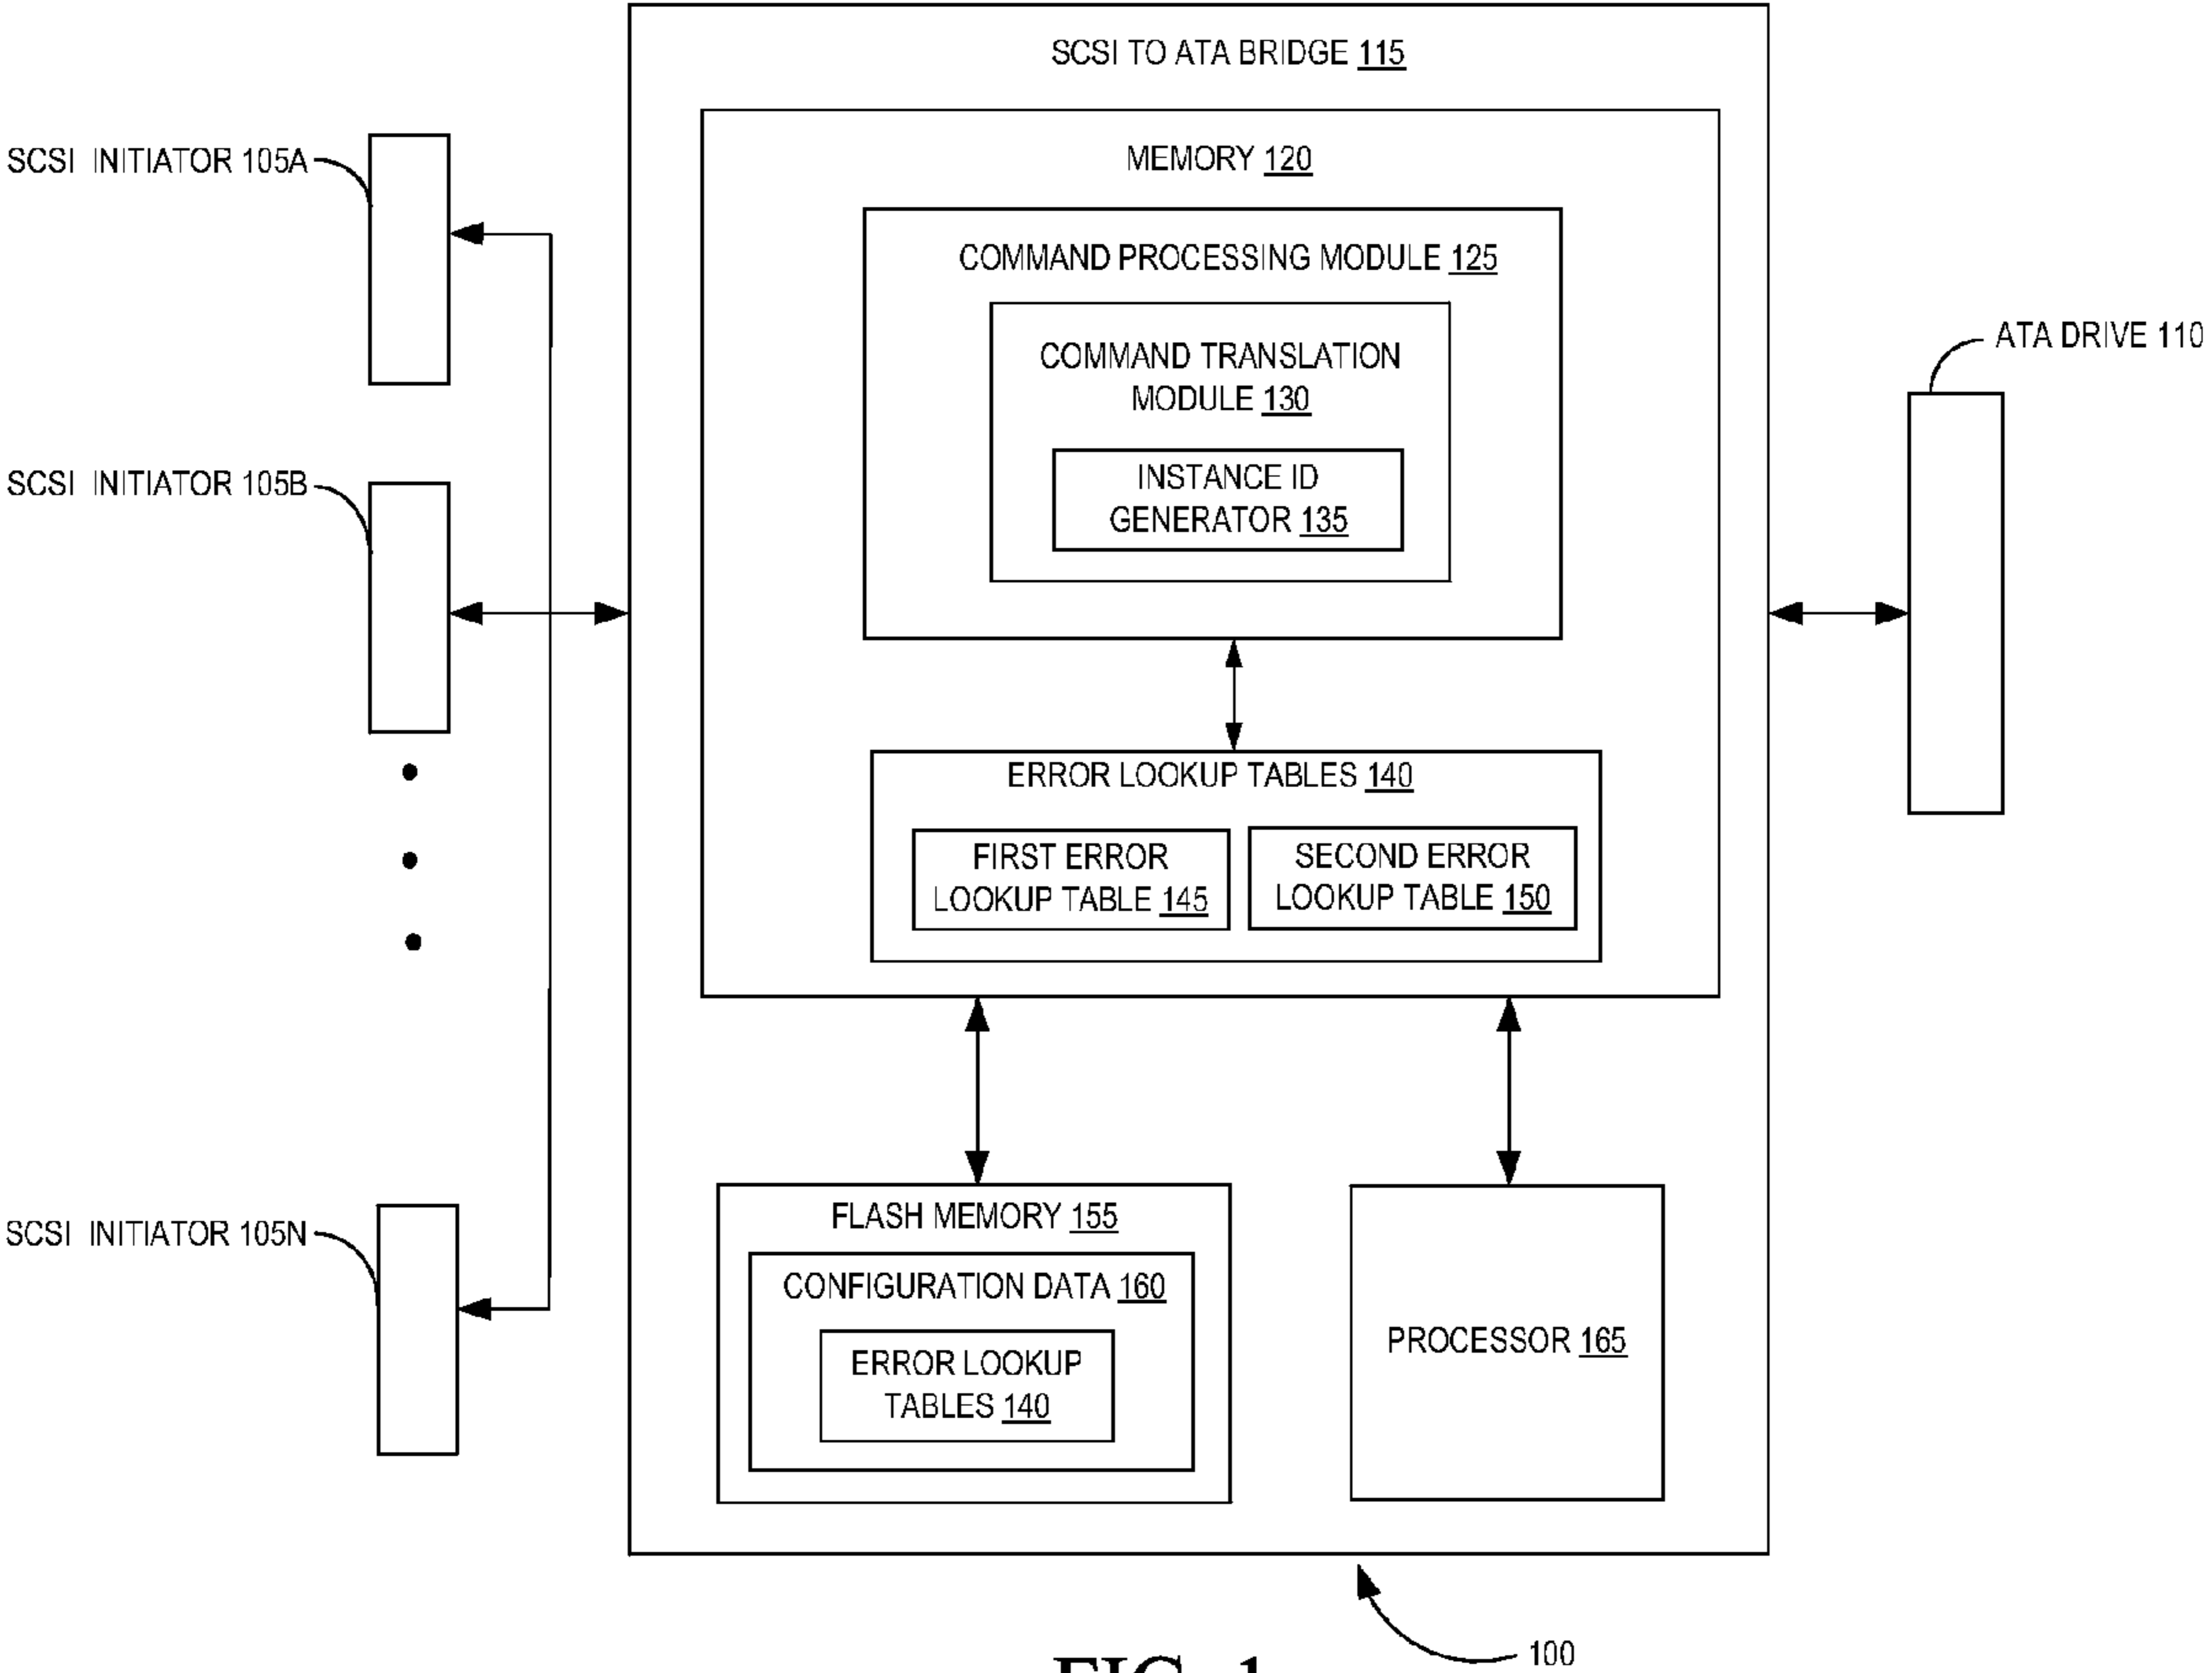 SCSI TO ATA BRIDGE 115
SCSI INITIATOR 105A
MEMORY 120
COMMAND PROCESSING MODULE 125
COMMAND TRANSLATION
MODULE 130
ATA DRIVE 110
SCSI INITIATOR 105B
INSTANCE ID
GENERATOR 135
ERROR LOOKUP TABLES 140
FIRST ERROR
LOOKUP TABLE 145
SECOND ERROR
LOOKUP TABLE 150
SCSI INITIATOR 105N
FLASH MEMORY 155
CONFIGURATION DATA 160
ERROR LOOKUP
TABLES 140
PROCESSOR 165
100
FIG. 1